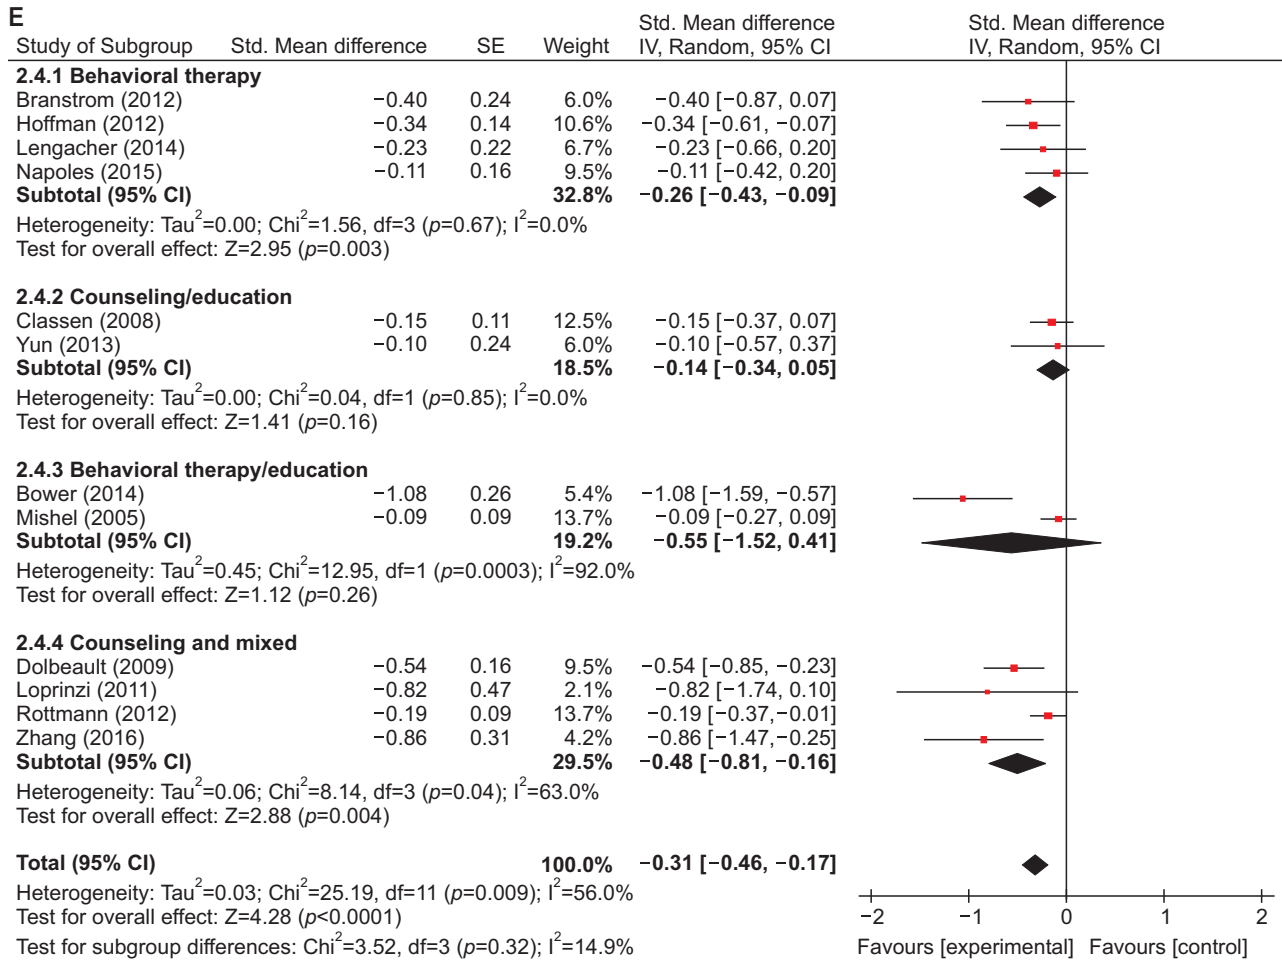 E
Std. Mean difference Std. Mean difference
Study of Subgroup Std. Mean difference SE Weight IV, Random, 95% CI IV, Random, 95% CI
2.4.1 Behavioral therapy
Branstrom (2012) −0.40 0.24 6.0% −0.40 [−0.87, 0.07]
Hoffman (2012) −0.34 0.14 10.6% −0.34 [−0.61, −0.07]
Lengacher (2014) −0.23 0.22 6.7% −0.23 [−0.66, 0.20]
Napoles (2015) −0.11 0.16 9.5% −0.11 [−0.42, 0.20]
Subtotal (95% CI) 32.8% −0.26 [−0.43, −0.09]
Heterogeneity: Tau²=0.00; Chi²=1.56, df=3 (p=0.67); I²=0.0%
Test for overall effect: Z=2.95 (p=0.003)
2.4.2 Counseling/education
Classen (2008) −0.15 0.11 12.5% −0.15 [−0.37, 0.07]
Yun (2013) −0.10 0.24 6.0% −0.10 [−0.57, 0.37]
Subtotal (95% CI) 18.5% −0.14 [−0.34, 0.05]
Heterogeneity: Tau²=0.00; Chi²=0.04, df=1 (p=0.85); I²=0.0%
Test for overall effect: Z=1.41 (p=0.16)
2.4.3 Behavioral therapy/education
Bower (2014) −1.08 0.26 5.4% −1.08 [−1.59, −0.57]
Mishel (2005) −0.09 0.09 13.7% −0.09 [−0.27, 0.09]
Subtotal (95% CI) 19.2% −0.55 [−1.52, 0.41]
Heterogeneity: Tau²=0.45; Chi²=12.95, df=1 (p=0.0003); I²=92.0%
Test for overall effect: Z=1.12 (p=0.26)
2.4.4 Counseling and mixed
Dolbeault (2009) −0.54 0.16 9.5% −0.54 [−0.85, −0.23]
Loprinzi (2011) −0.82 0.47 2.1% −0.82 [−1.74, 0.10]
Rottmann (2012) −0.19 0.09 13.7% −0.19 [−0.37,−0.01]
Zhang (2016) −0.86 0.31 4.2% −0.86 [−1.47,−0.25]
Subtotal (95% CI) 29.5% −0.48 [−0.81, −0.16]
Heterogeneity: Tau²=0.06; Chi²=8.14, df=3 (p=0.04); I²=63.0%
Test for overall effect: Z=2.88 (p=0.004)
Total (95% CI) 100.0% −0.31 [−0.46, −0.17]
Heterogeneity: Tau²=0.03; Chi²=25.19, df=11 (p=0.009); I²=56.0%
Test for overall effect: Z=4.28 (p<0.0001) −2 −1 0 1 2
Test for subgroup differences: Chi²=3.52, df=3 (p=0.32); I²=14.9% Favours [experimental] Favours [control]